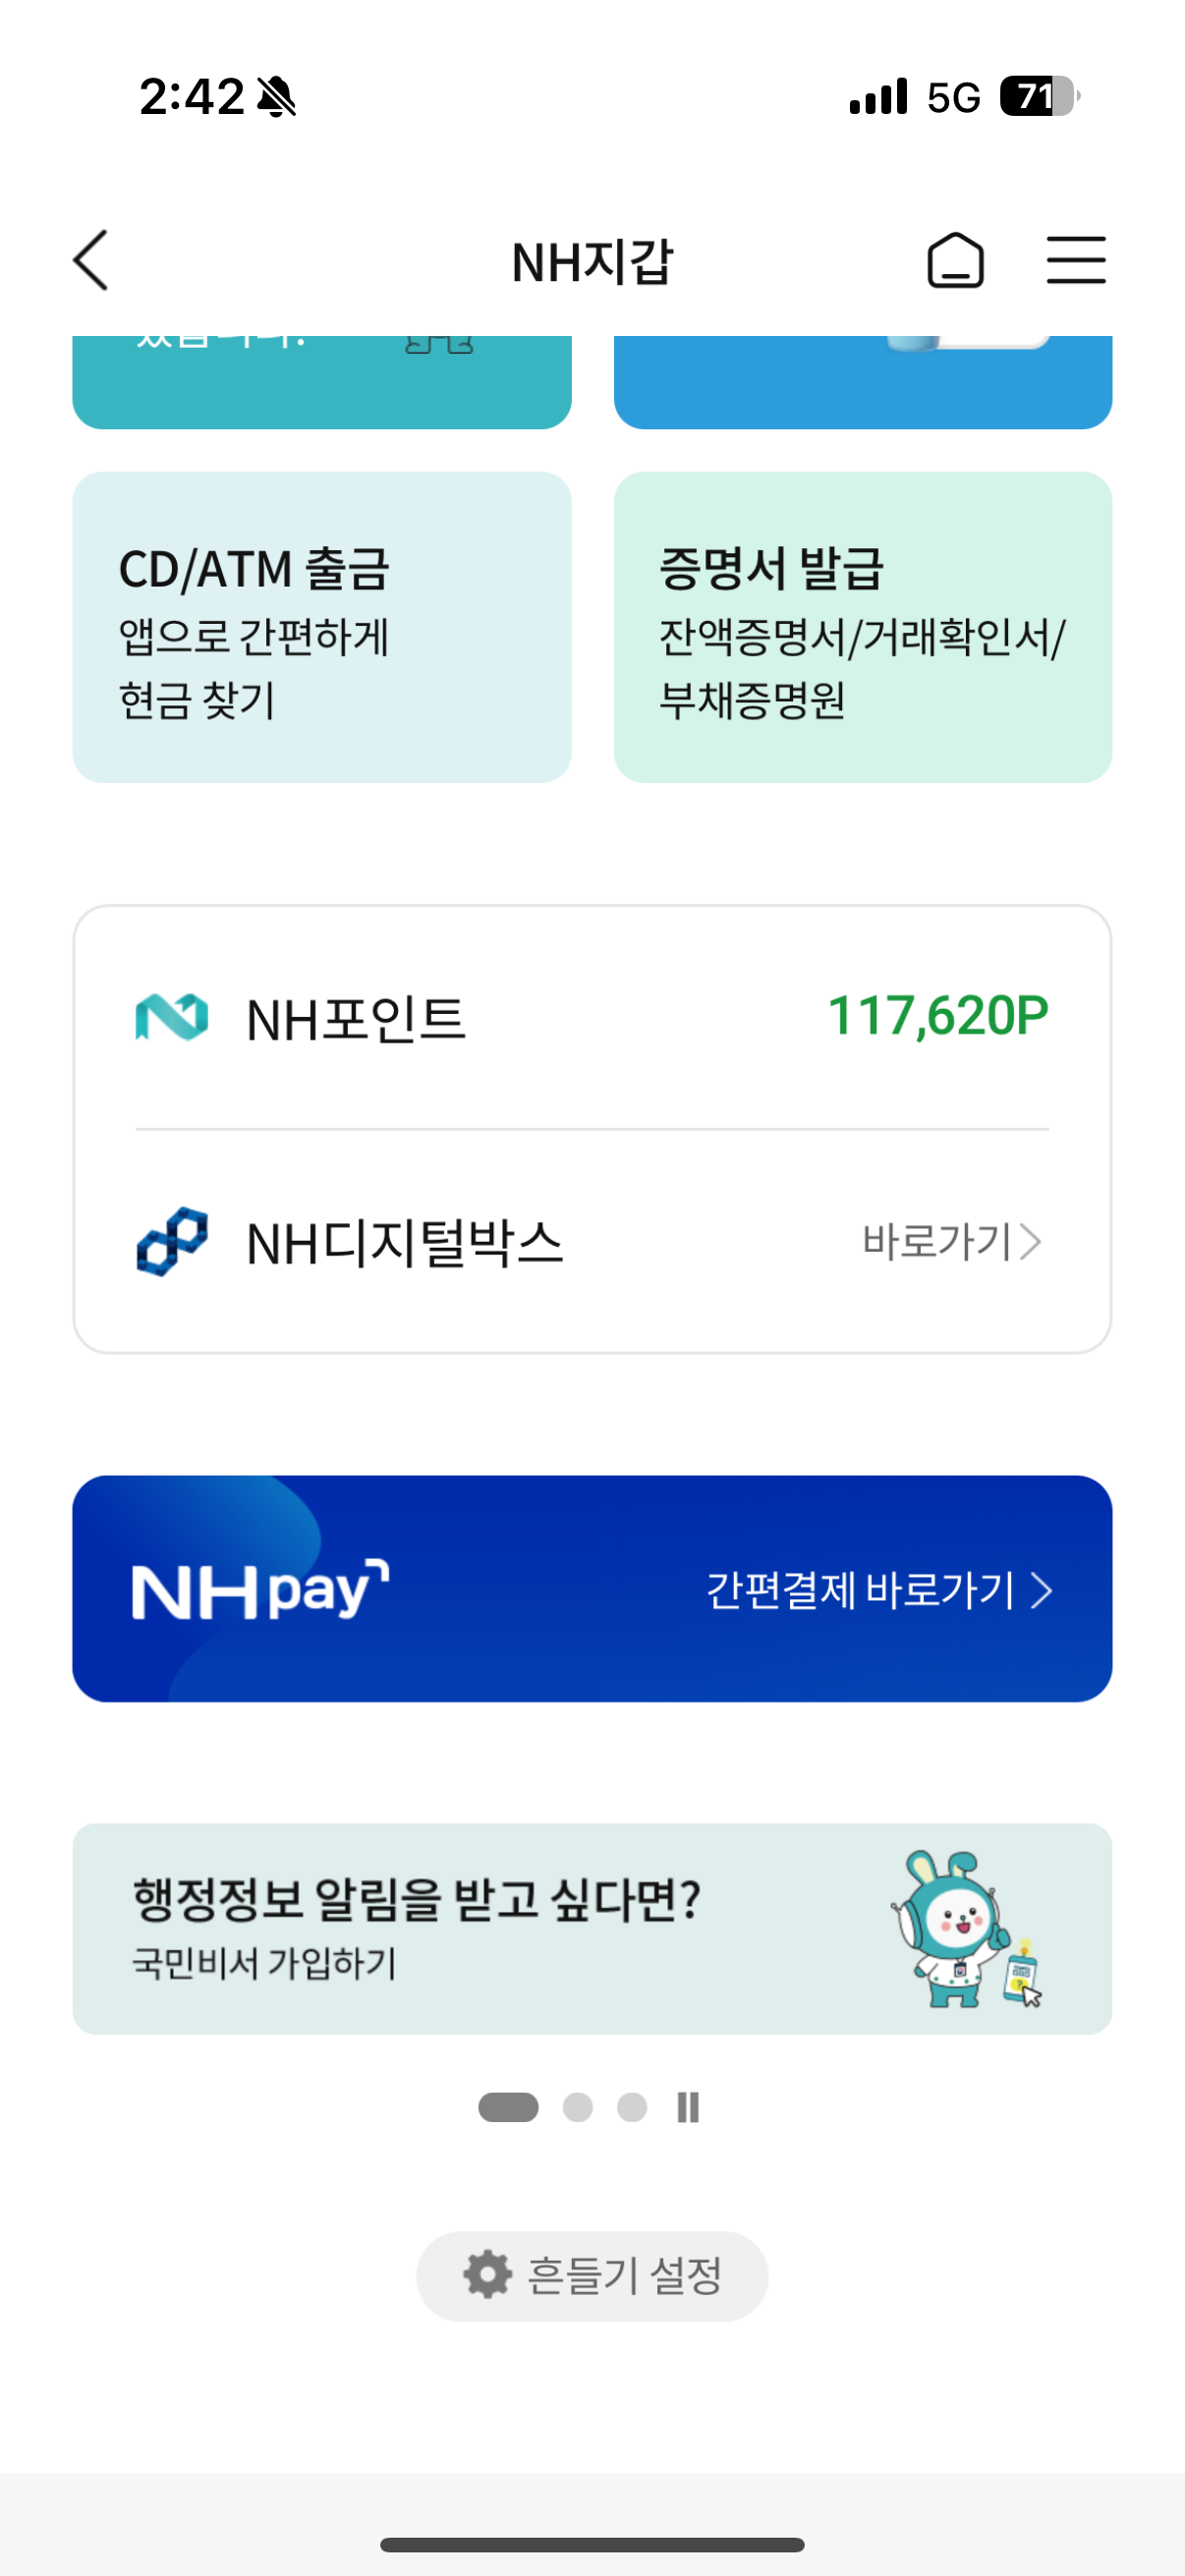 2:42
5G
71
NH지갑
CD/ATM 출금
앱으로 간편하게
현금 찾기
증명서 발급
잔액증명서/거래확인서/
부채증명원
NH포인트
117,620P
NH디지털박스
바로가기
NH pay
간편결제 바로가기
행정정보 알림을 받고 싶다면?
국민비서 가입하기
흔들기 설정